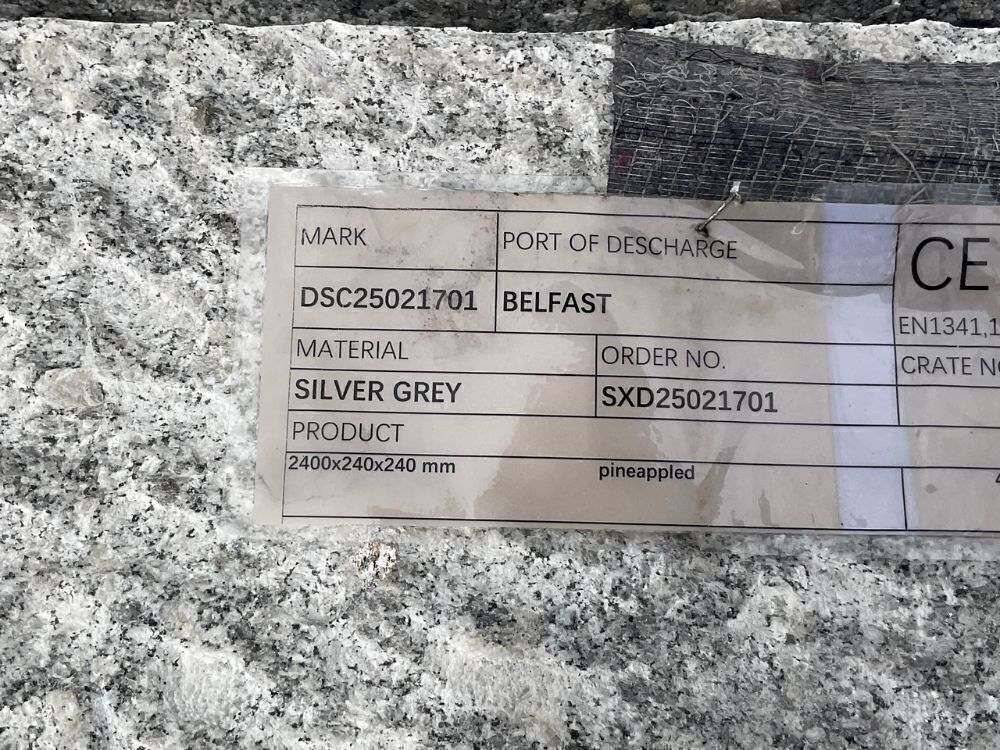 MARK
PORT OF DESCHARGE
CE
DSC25021701
BELFAST
EN1341,1
MATERIAL
ORDER NO.
CRATE NO
SILVER GREY
SXD25021701
PRODUCT
2400x240x240 mm
pineappled